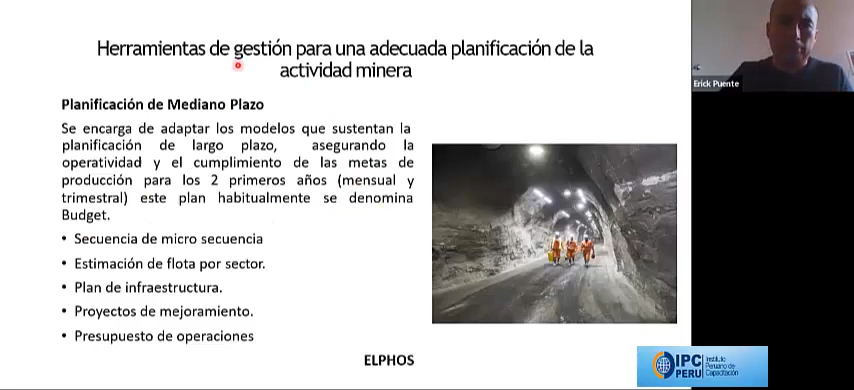 Herramientas de gestión para una adecuada planificación de la
actividad minera
Erick Puente
Planificación de Mediano Plazo
Se encarga de adaptar los modelos que sustentan la
planificación de largo plazo, asegurando la
operatividad y el cumplimiento de las metas de
producción para los 2 primeros años (mensual y
trimestral) este plan habitualmente se denomina
Budget.
• Secuencia de micro secuencia
• Estimación de flota por sector.
• Plan de infraestructura.
• Proyectos de mejoramiento.
• Presupuesto de operaciones
ELPHOS
IPC
PERU
Instituto
Peruano de
Capacitación